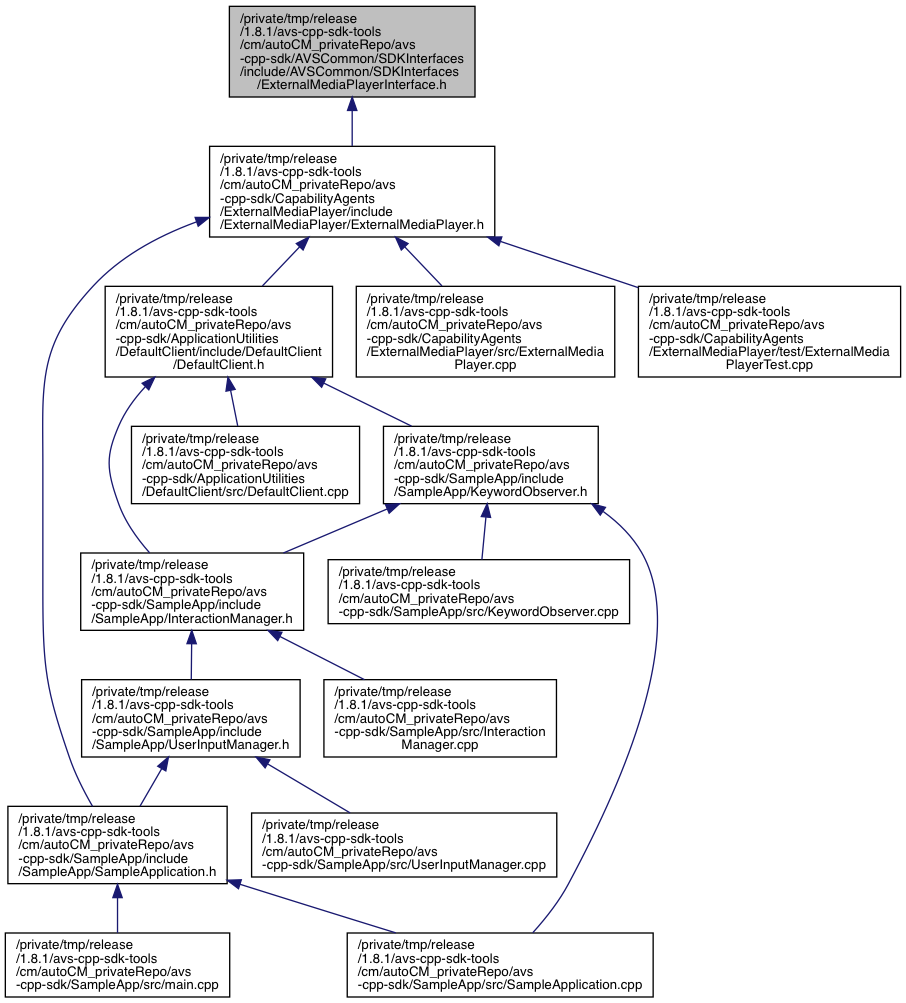 /private/tmp/release
/1.8.1/avs-cpp-sdk-tools
/cm/autoCM_privateRepo/avs
-cpp-sdk/AVSCommon/SDKInterfaces
/include/AVSCommon/SDKInterfaces
/ExternalMediaPlayerInterface.h
/private/tmp/release
/1.8.1/avs-cpp-sdk-tools
/cm/autoCM_privateRepo/avs
-cpp-sdk/CapabilityAgents
/ExternalMediaPlayer/include
/ExternalMediaPlayer/ExternalMediaPlayer.h
/private/tmp/release
/1.8.1/avs-cpp-sdk-tools
/cm/autoCM_privateRepo/avs
-cpp-sdk/ApplicationUtilities
/DefaultClient/include/DefaultClient
/DefaultClient.h
/private/tmp/release
/1.8.1/avs-cpp-sdk-tools
/cm/autoCM_privateRepo/avs
-cpp-sdk/CapabilityAgents
/ExternalMediaPlayer/src/ExternalMedia
Player.cpp
/private/tmp/release
/1.8.1/avs-cpp-sdk-tools
/cm/autoCM_privateRepo/avs
-cpp-sdk/CapabilityAgents
/ExternalMediaPlayer/test/ExternalMedia
PlayerTest.cpp
/private/tmp/release
/1.8.1/avs-cpp-sdk-tools
/cm/autoCM_privateRepo/avs
-cpp-sdk/ApplicationUtilities
/DefaultClient/src/DefaultClient.cpp
/private/tmp/release
/1.8.1/avs-cpp-sdk-tools
/cm/autoCM_privateRepo/avs
-cpp-sdk/SampleApp/include
/SampleApp/KeywordObserver.h
/private/tmp/release
/1.8.1/avs-cpp-sdk-tools
/cm/autoCM_privateRepo/avs
-cpp-sdk/SampleApp/include
/SampleApp/InteractionManager.h
/private/tmp/release
/1.8.1/avs-cpp-sdk-tools
/cm/autoCM_privateRepo/avs
-cpp-sdk/SampleApp/src/KeywordObserver.cpp
/private/tmp/release
/1.8.1/avs-cpp-sdk-tools
/cm/autoCM_privateRepo/avs
-cpp-sdk/SampleApp/include
/SampleApp/UserInputManager.h
/private/tmp/release
/1.8.1/avs-cpp-sdk-tools
/cm/autoCM_privateRepo/avs
-cpp-sdk/SampleApp/src/Interaction
Manager.cpp
/private/tmp/release
/1.8.1/avs-cpp-sdk-tools
/cm/autoCM_privateRepo/avs
-cpp-sdk/SampleApp/include
/SampleApp/SampleApplication.h
/private/tmp/release
/1.8.1/avs-cpp-sdk-tools
/cm/autoCM_privateRepo/avs
-cpp-sdk/SampleApp/src/UserInputManager.cpp
/private/tmp/release
/1.8.1/avs-cpp-sdk-tools
/cm/autoCM_privateRepo/avs
-cpp-sdk/SampleApp/src/main.cpp
/private/tmp/release
/1.8.1/avs-cpp-sdk-tools
/cm/autoCM_privateRepo/avs
-cpp-sdk/SampleApp/src/SampleApplication.cpp